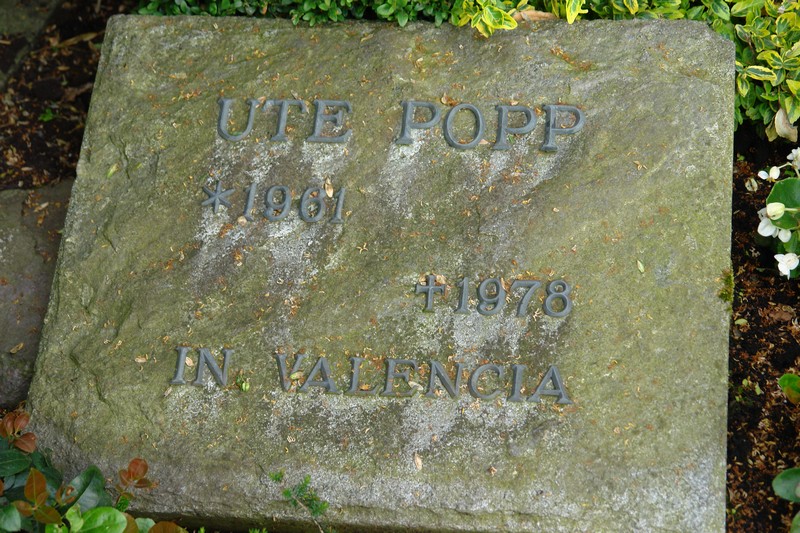 UTE POPP
*1961
†1978
IN VALENCIA